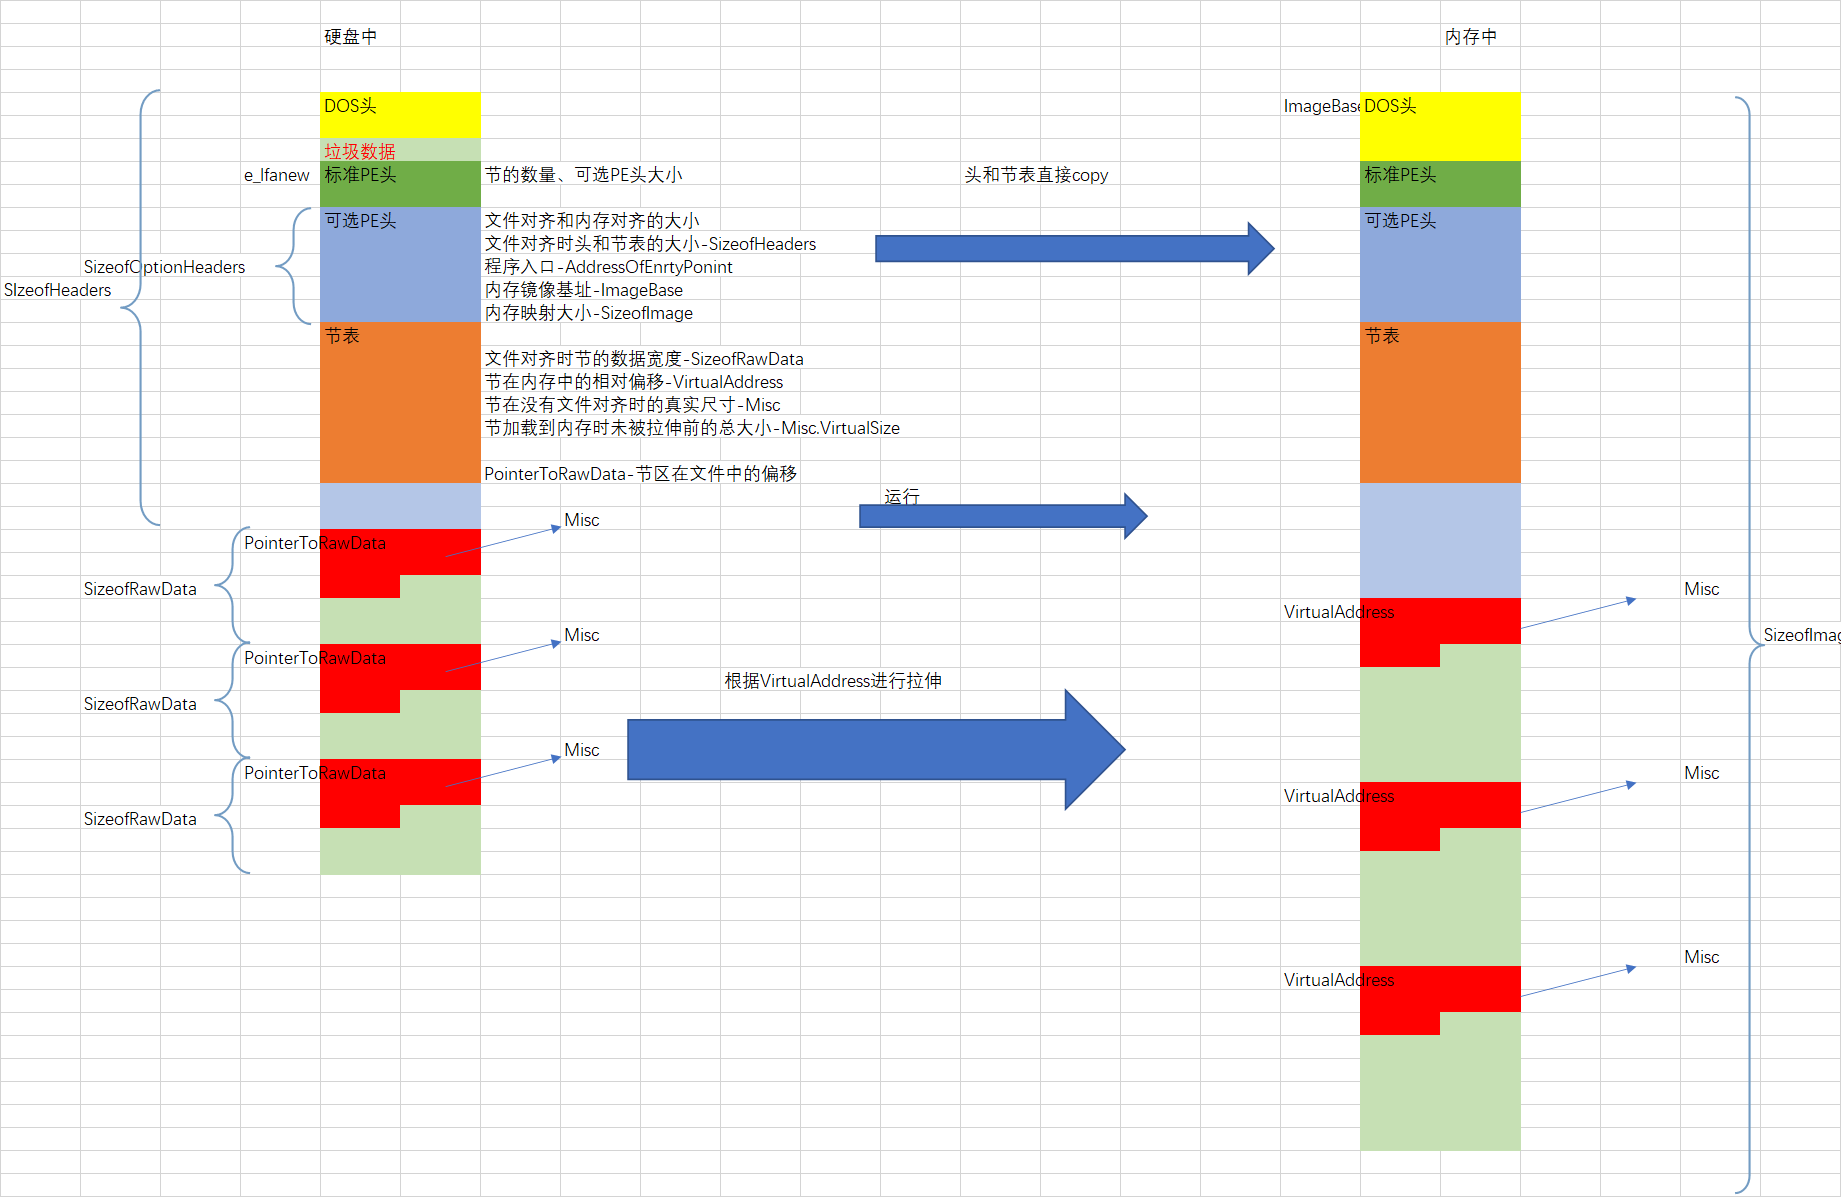 硬盘中
内存中
DOS头
ImageBase
DOS头
垃圾数据
e_lfanew
标准PE头
节的数量、可选PE头大小
头和节表直接copy
标准PE头
可选PE头
文件对齐和内存对齐的大小
可选PE头
文件对齐时头和节表的大小-SizeofHeaders
SizeofOptionHeaders
程序入口-AddressOfEnrtyPonint
SIzeofHeaders
内存镜像基址-ImageBase
内存映射大小-SizeofImage
节表
节表
文件对齐时节的数据宽度-SizeofRawData
节在内存中的相对偏移-VirtualAddress
节在没有文件对齐时的真实尺寸-Misc
节加载到内存时未被拉伸前的总大小-Misc.VirtualSize
PointerToRawData-节区在文件中的偏移
运行
Misc
PointerToRawData
SizeofRawData
Misc
VirtualAddress
Misc
SizeofImag
PointerToRawData
根据VirtualAddress进行拉伸
SizeofRawData
Misc
PointerToRawData
Misc
VirtualAddress
SizeofRawData
Misc
VirtualAddress